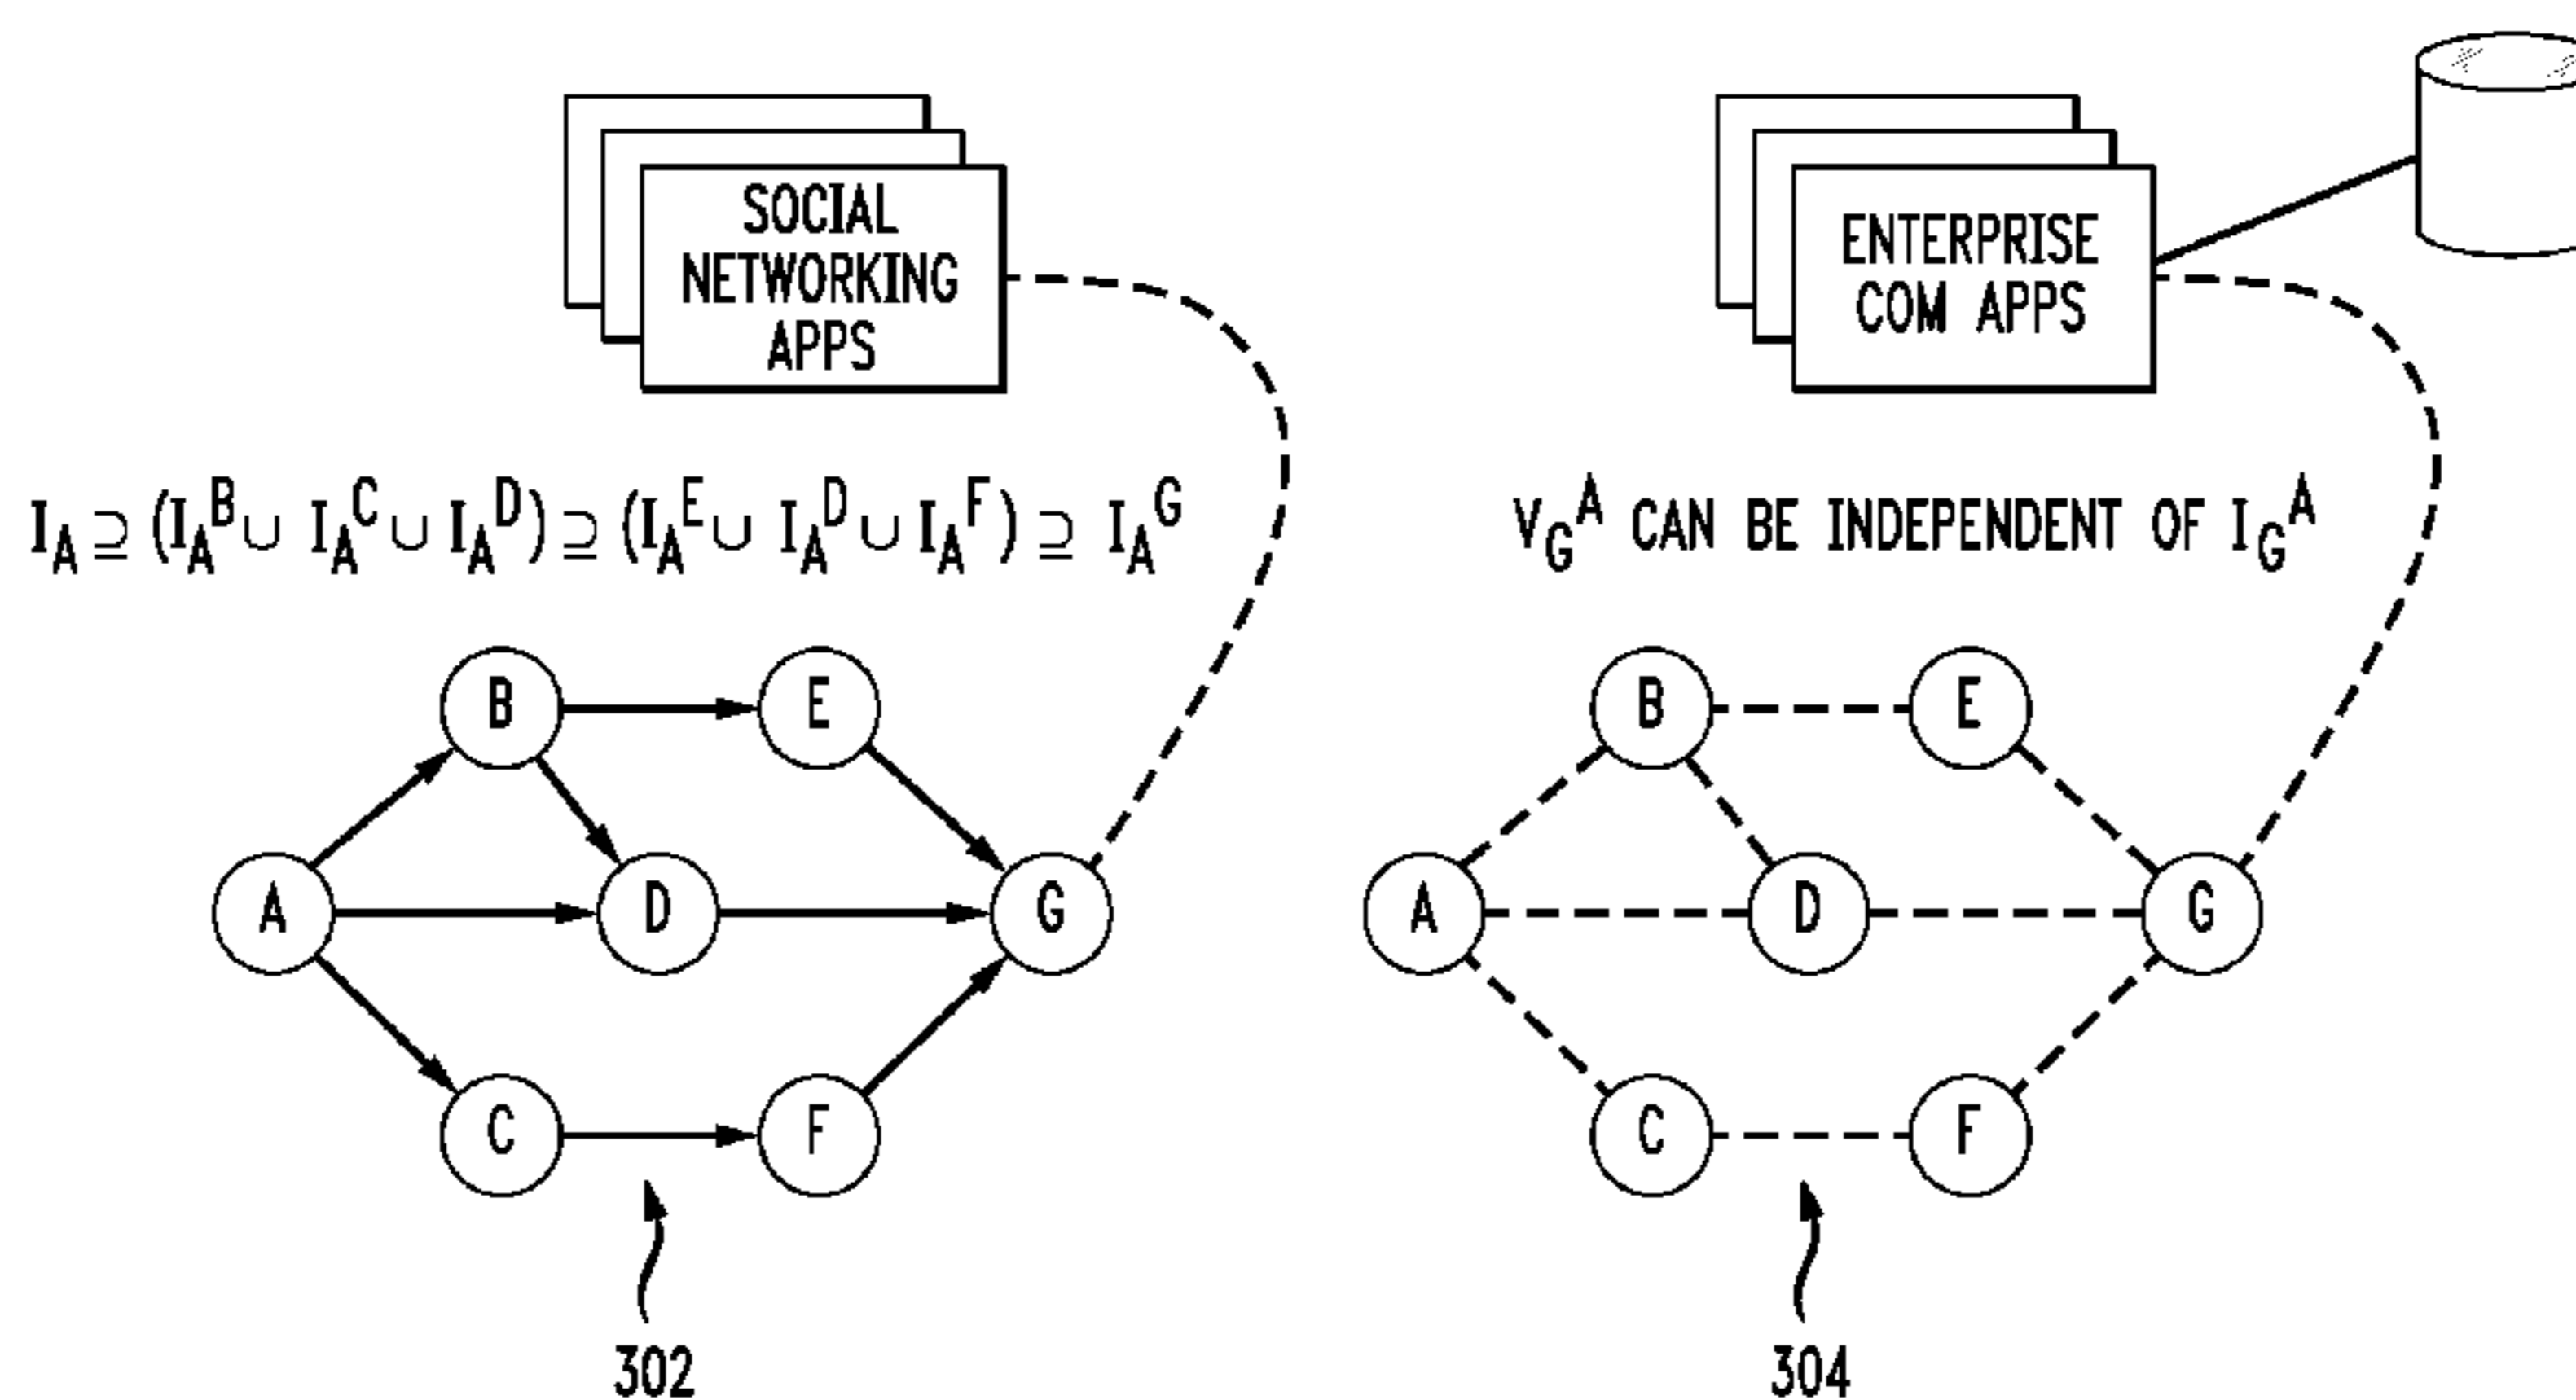 SOCIAL
NETWORKING
APPS
ENTERPRISE
COM APPS
I_A ⊇ (I_A^B ∪ I_A^C ∪ I_A^D) ⊇ (I_A^E ∪ I_A^D ∪ I_A^F) ⊇ I_A^G
V_G^A CAN BE INDEPENDENT OF I_G^A
B
E
A
D
G
C
F
302
B
E
A
D
G
C
F
304